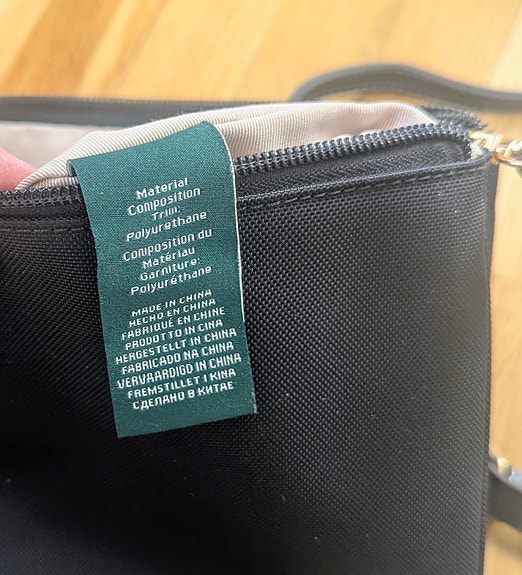 Material
Composition
Trim:
Polyurethane
Composition du
Matériau
Garniture:
Polyuréthane
MADE IN CHINA
HECHO EN CHINA
FABRIQUÉ EN CHINE
PRODOTTO IN CINA
HERGESTELLT IN CHINA
FABRICADO NA CHINA
VERVAARDIGD IN CHINA
FREMSTILLET I KINA
СДЕЛАНО В КИТАЕ